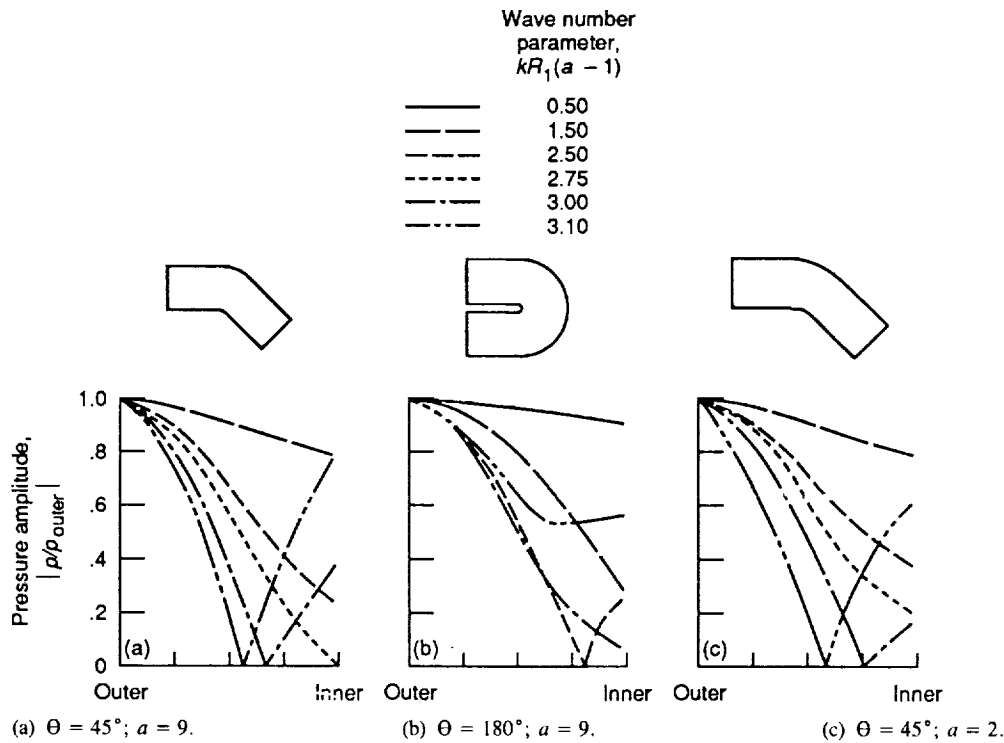 Wave number
parameter,
kR₁(a − 1)
0.50
1.50
2.50
2.75
3.00
3.10
Pressure amplitude,
|p/p_outer|
1.0
.8
.6
.4
.2
0
(a)
(b)
(c)
Outer Inner Outer Inner Outer Inner
(a) Θ = 45°; a = 9. (b) Θ = 180°; a = 9. (c) Θ = 45°; a = 2.